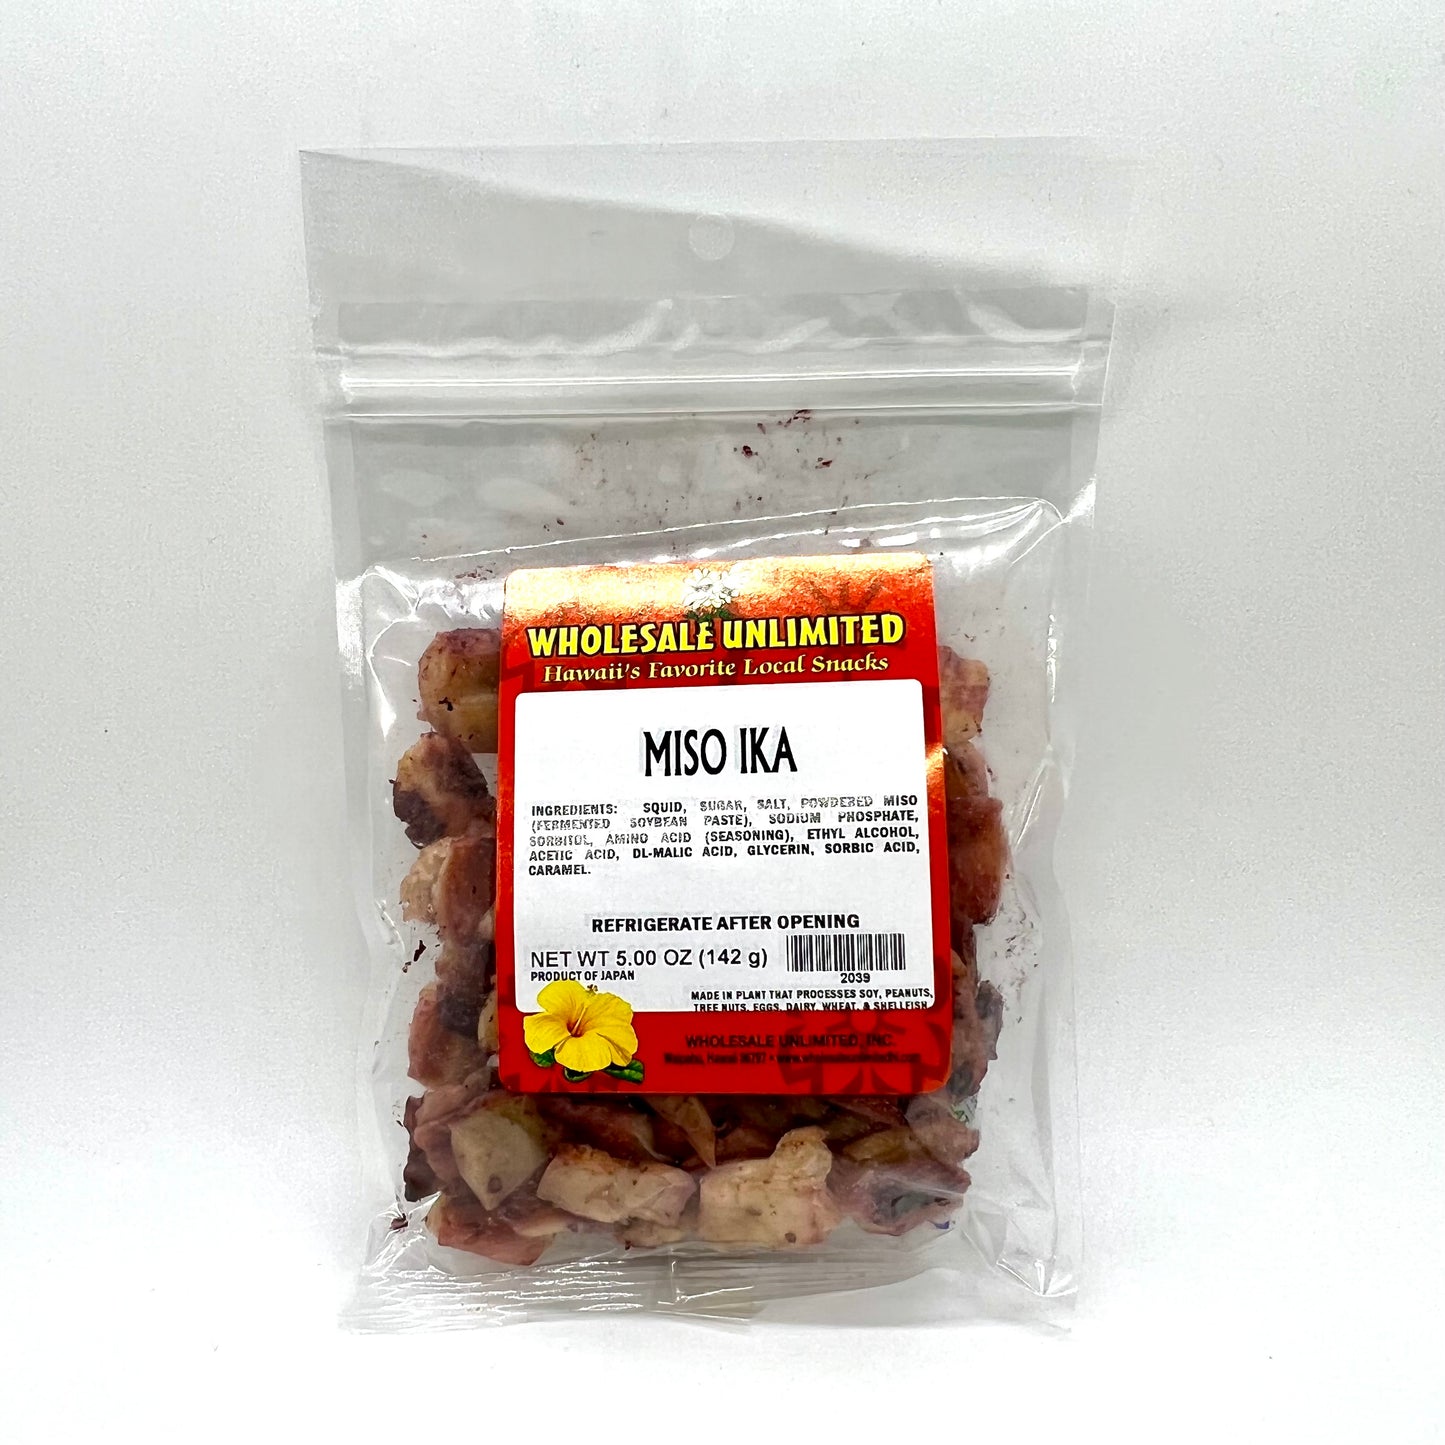 WHOLESALE UNLIMITED
Hawaii's Favorite Local Snacks
MISO IKA
INGREDIENTS: SQUID, SUGAR, SALT, POWDERED MISO
(FERMENTED SOYBEAN PASTE), SODIUM PHOSPHATE,
SORBITOL, AMINO ACID (SEASONING), ETHYL ALCOHOL,
ACETIC ACID, DL-MALIC ACID, GLYCERIN, SORBIC ACID,
CARAMEL.
REFRIGERATE AFTER OPENING
NET WT 5.00 OZ (142 g)
PRODUCT OF JAPAN
2039
MADE IN PLANT THAT PROCESSES SOY, PEANUTS,
TREE NUTS, EGGS, DAIRY, WHEAT, & SHELLFISH
WHOLESALE UNLIMITED, INC.
Hawaii 96797